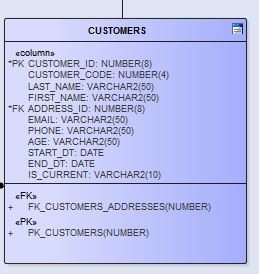 CUSTOMERS
«column»
*PK CUSTOMER_ID: NUMBER(8)
CUSTOMER_CODE: NUMBER(4)
LAST_NAME: VARCHAR2(50)
FIRST_NAME: VARCHAR2(50)
*FK ADDRESS_ID: NUMBER(8)
EMAIL: VARCHAR2(50)
PHONE: VARCHAR2(50)
AGE: VARCHAR2(50)
START_DT: DATE
END_DT: DATE
IS_CURRENT: VARCHAR2(10)
«FK»
+ FK_CUSTOMERS_ADDRESSES(NUMBER)
«PK»
+ PK_CUSTOMERS(NUMBER)